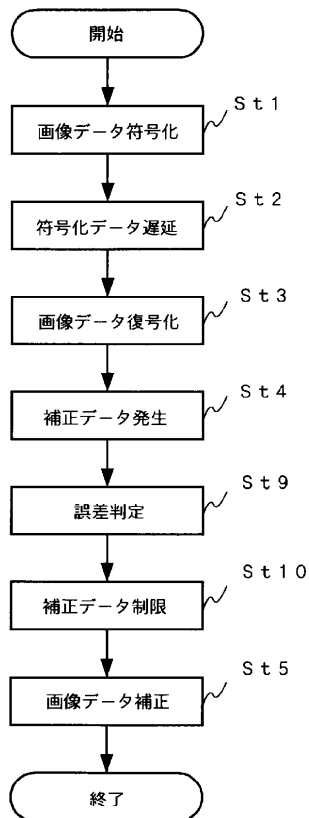 開始
St1
画像データ符号化
St2
符号化データ遅延
St3
画像データ復号化
St4
補正データ発生
St9
誤差判定
St10
補正データ制限
St5
画像データ補正
終了